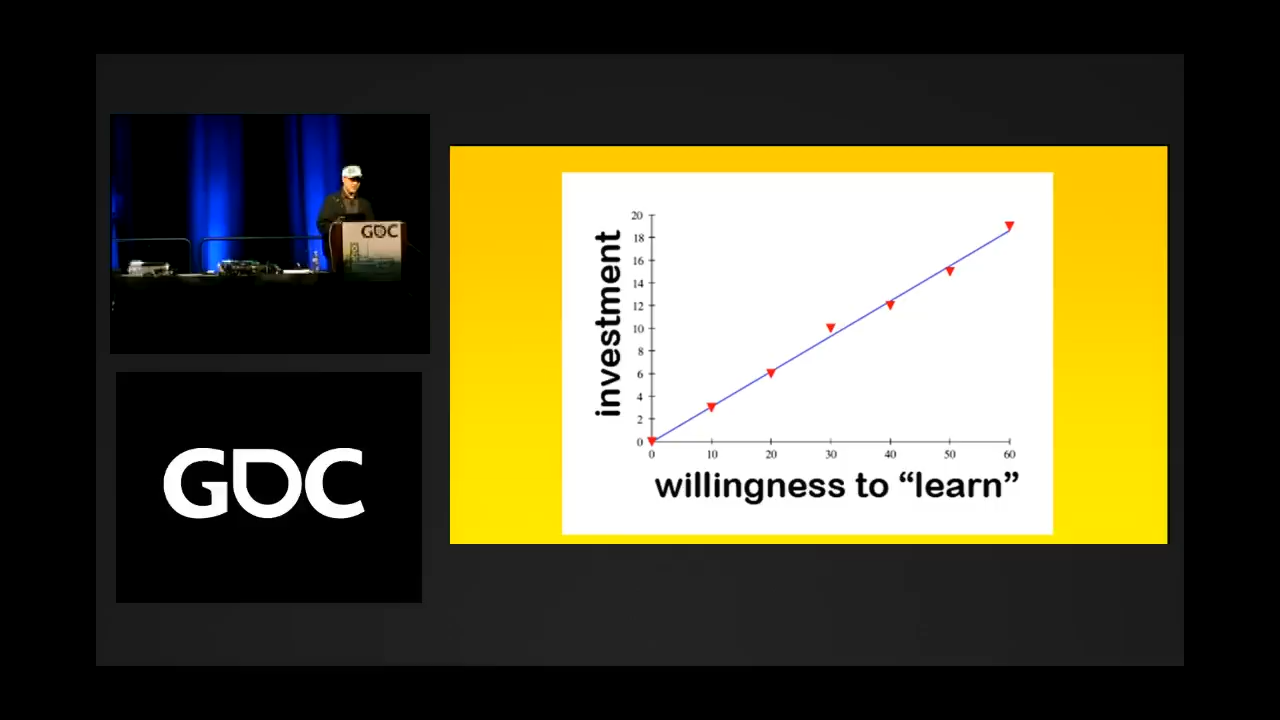 GDC
GDC
investment
20
18
16
14
12
10
8
6
4
2
0
0 10 20 30 40 50 60
willingness to “learn”